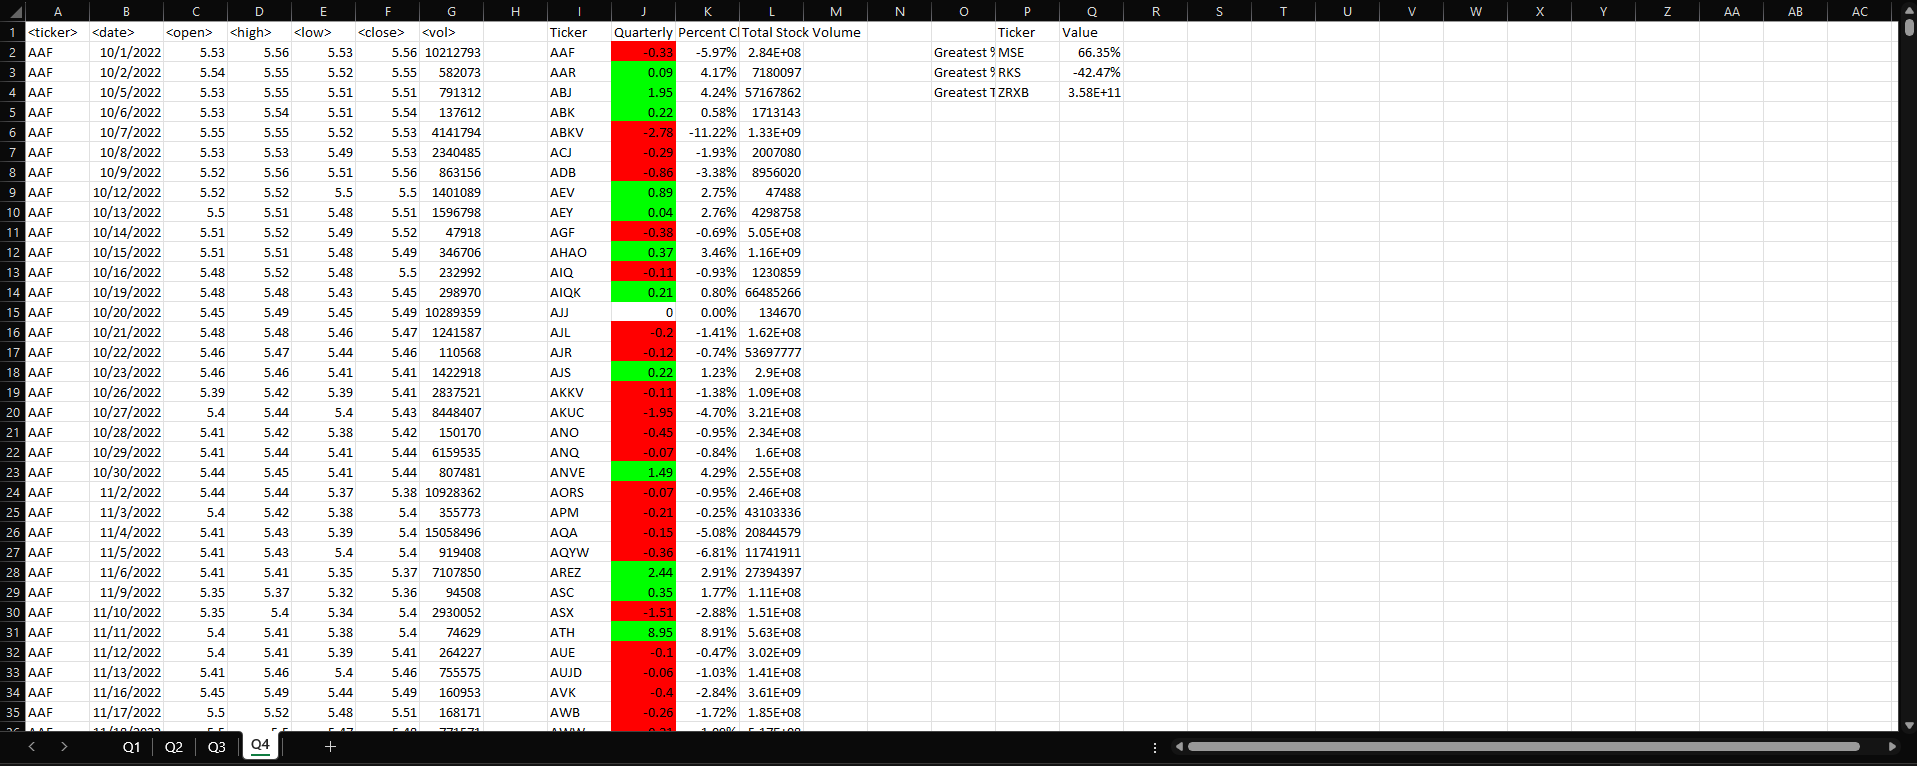 A B C D E F G H I J K L M N O P Q R S T U V W X Y Z AA AB AC
1 <ticker> <date> <open> <high> <low> <close> <vol> Ticker Quarterly Percent Cl Total Stock Volume Ticker Value
2 AAF 10/1/2022 5.53 5.56 5.53 5.56 10212793 AAF -0.33 -5.97% 2.84E+08 Greatest % MSE 66.35%
3 AAF 10/2/2022 5.54 5.55 5.52 5.55 582073 AAR 0.09 4.17% 7180097 Greatest % RKS -42.47%
4 AAF 10/5/2022 5.53 5.55 5.51 5.51 791312 ABJ 1.95 4.24% 57167862 Greatest T ZRXB 3.58E+11
5 AAF 10/6/2022 5.53 5.54 5.51 5.54 137612 ABK 0.22 0.58% 1713143
6 AAF 10/7/2022 5.55 5.55 5.52 5.53 4141794 ABKV -2.78 -11.22% 1.33E+09
7 AAF 10/8/2022 5.53 5.53 5.49 5.53 2340485 ACJ -0.29 -1.93% 2007080
8 AAF 10/9/2022 5.52 5.56 5.51 5.56 863156 ADB -0.86 -3.38% 8956020
9 AAF 10/12/2022 5.52 5.52 5.5 5.5 1401089 AEV 0.89 2.75% 47488
10 AAF 10/13/2022 5.5 5.51 5.48 5.51 1596798 AEY 0.04 2.76% 4298758
11 AAF 10/14/2022 5.51 5.52 5.49 5.52 47918 AGF -0.38 -0.69% 5.05E+08
12 AAF 10/15/2022 5.51 5.51 5.48 5.49 346706 AHAO 0.37 3.46% 1.16E+09
13 AAF 10/16/2022 5.48 5.52 5.48 5.5 232992 AIQ -0.11 -0.93% 1230859
14 AAF 10/19/2022 5.48 5.48 5.43 5.45 298970 AIQK 0.21 0.80% 66485266
15 AAF 10/20/2022 5.45 5.49 5.45 5.49 10289359 AJJ 0 0.00% 134670
16 AAF 10/21/2022 5.48 5.48 5.46 5.47 1241587 AJL -0.2 -1.41% 1.62E+08
17 AAF 10/22/2022 5.46 5.47 5.44 5.46 110568 AJR -0.12 -0.74% 53697777
18 AAF 10/23/2022 5.46 5.46 5.41 5.41 1422918 AJS 0.22 1.23% 2.9E+08
19 AAF 10/26/2022 5.39 5.42 5.39 5.41 2837521 AKKV -0.11 -1.38% 1.09E+08
20 AAF 10/27/2022 5.4 5.44 5.4 5.43 8448407 AKUC -1.95 -4.70% 3.21E+08
21 AAF 10/28/2022 5.41 5.42 5.38 5.42 150170 ANO -0.45 -0.95% 2.34E+08
22 AAF 10/29/2022 5.41 5.44 5.41 5.44 6159535 ANQ -0.07 -0.84% 1.6E+08
23 AAF 10/30/2022 5.44 5.45 5.41 5.44 807481 ANVE 1.49 4.29% 2.55E+08
24 AAF 11/2/2022 5.44 5.44 5.37 5.38 10928362 AORS -0.07 -0.95% 2.46E+08
25 AAF 11/3/2022 5.4 5.42 5.38 5.4 355773 APM -0.21 -0.25% 43103336
26 AAF 11/4/2022 5.41 5.43 5.39 5.4 15058496 AQA -0.15 -5.08% 20844579
27 AAF 11/5/2022 5.41 5.43 5.4 5.4 919408 AQYW -0.36 -6.81% 11741911
28 AAF 11/6/2022 5.41 5.41 5.35 5.37 7107850 AREZ 2.44 2.91% 27394397
29 AAF 11/9/2022 5.35 5.37 5.32 5.36 94508 ASC 0.35 1.77% 1.11E+08
30 AAF 11/10/2022 5.35 5.4 5.34 5.4 2930052 ASX -1.51 -2.88% 1.51E+08
31 AAF 11/11/2022 5.4 5.41 5.38 5.4 74629 ATH 8.95 8.91% 5.63E+08
32 AAF 11/12/2022 5.4 5.41 5.39 5.41 264227 AUE -0.1 -0.47% 3.02E+09
33 AAF 11/13/2022 5.41 5.46 5.4 5.46 755575 AUJD -0.06 -1.03% 1.41E+08
34 AAF 11/16/2022 5.45 5.49 5.44 5.49 160953 AVK -0.4 -2.84% 3.61E+09
35 AAF 11/17/2022 5.5 5.52 5.48 5.51 168171 AWB -0.26 -1.72% 1.85E+08
Q1 Q2 Q3 Q4